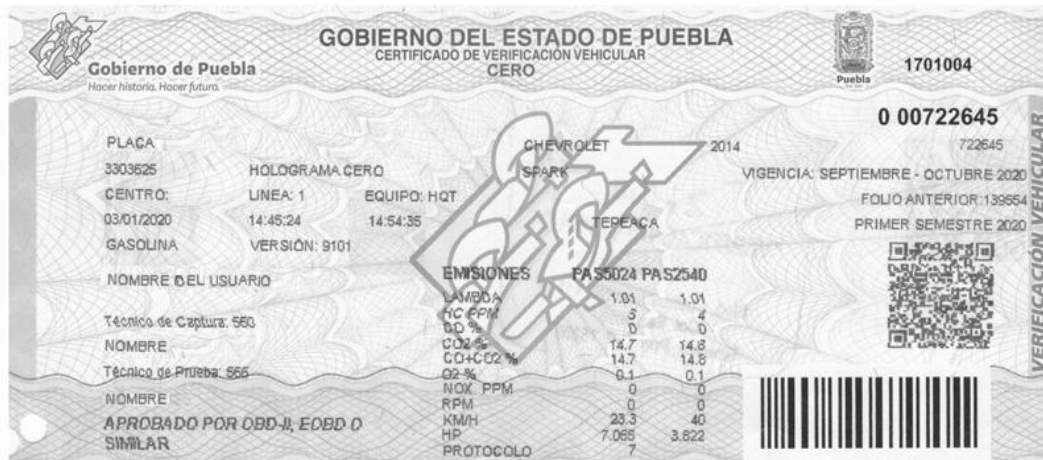 GOBIERNO DEL ESTADO DE PUEBLA
CERTIFICADO DE VERIFICACIÓN VEHICULAR
CERO
Gobierno de Puebla
Hacer historia. Hacer futuro.
Puebla
1701004
0 00722645
PLACA CHEVROLET 2014 722645
3303625 HOLOGRAMA CERO SPARK VIGENCIA: SEPTIEMBRE - OCTUBRE 2020
CENTRO: LINEA: 1 EQUIPO: HQT FOLIO ANTERIOR:139554
03/01/2020 14:45:24 14:54:35 TEPEACA PRIMER SEMESTRE 2020
GASOLINA VERSIÓN: 9101
NOMBRE DEL USUARIO
EMISIONES PAS5024 PAS2540
LAMBDA 1.01 1.01
HC PPM 3 4
CO % 0 0
CO2 % 14.7 14.8
CO+CO2 % 14.7 14.8
O2 % 0.1 0.1
NOX PPM 0 0
RPM 0 0
KM/H 23.3 40
HP 7.055 3.822
PROTOCOLO 7
Técnico de Captura: 560
NOMBRE
Técnico de Prueba: 566
NOMBRE
APROBADO POR OBD-II, EOBD O
SIMILAR
VERIFICACIÓN VEHICULAR